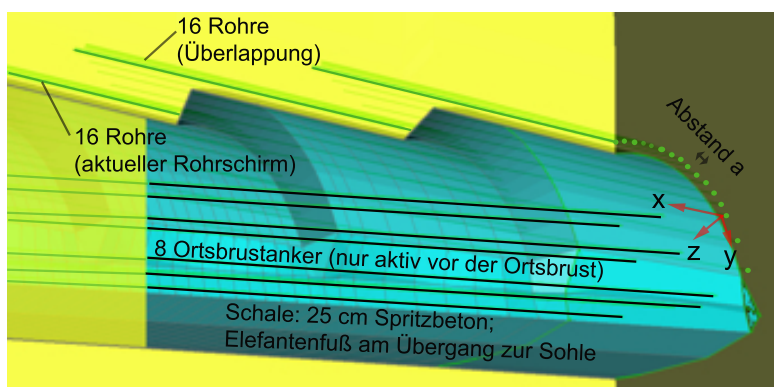 16 Rohre
(Überlappung)
16 Rohre
(aktueller Rohrschirm)
Abstand a
x
z
y
8 Ortsbrustanker (nur aktiv vor der Ortsbrust)
Schale: 25 cm Spritzbeton;
Elefantenfuß am Übergang zur Sohle